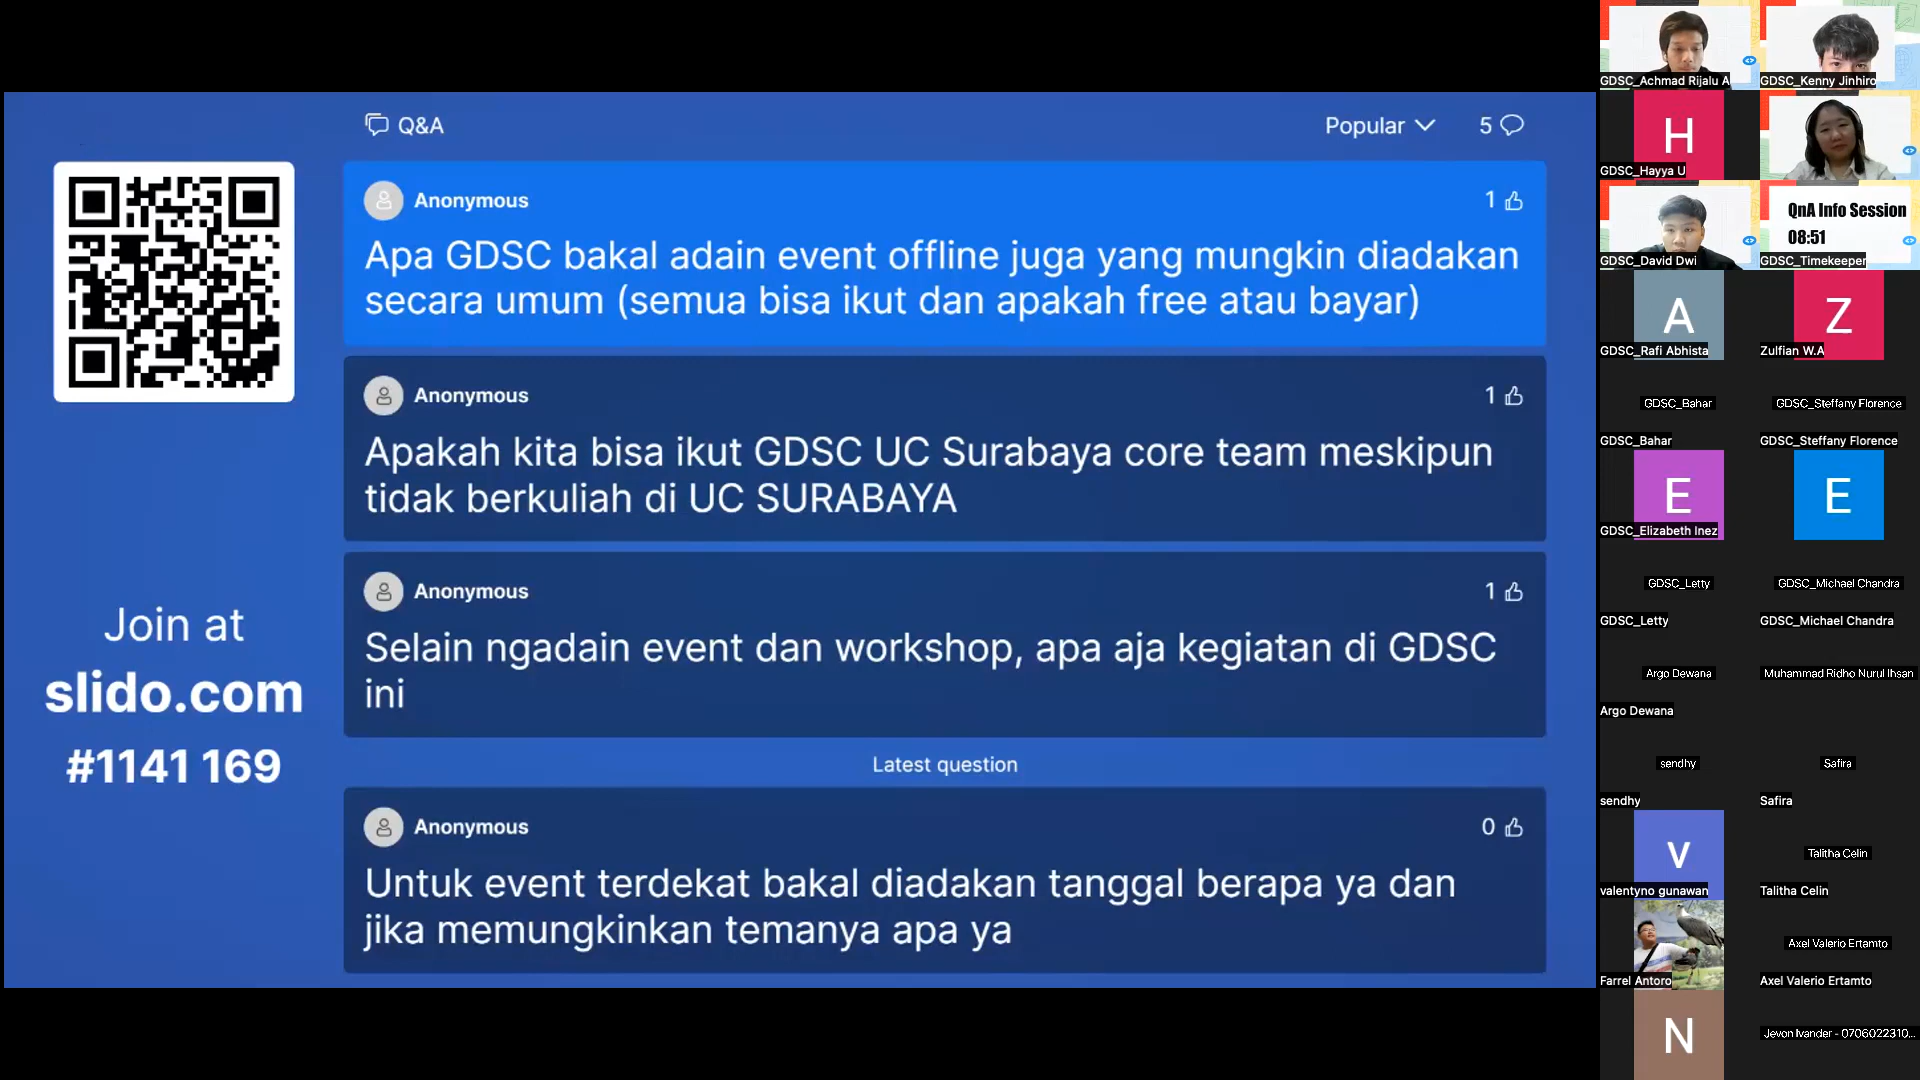 Q&A
Popular
5
Anonymous
1
Apa GDSC bakal adain event offline juga yang mungkin diadakan
secara umum (semua bisa ikut dan apakah free atau bayar)
Anonymous
1
Apakah kita bisa ikut GDSC UC Surabaya core team meskipun
tidak berkuliah di UC SURABAYA
Anonymous
1
Selain ngadain event dan workshop, apa aja kegiatan di GDSC
ini
Latest question
Anonymous
0
Untuk event terdekat bakal diadakan tanggal berapa ya dan
jika memungkinkan temanya apa ya
Join at
slido.com
#1141 169
GDSC_Achmad Rijalu A
GDSC_Kenny Jinhiro
H
GDSC_Hayya U
GDSC_David Dwi
QnA Info Session
08:51
GDSC_Timekeeper
A
GDSC_Rafi Abhista
Z
Zulfian W.A
GDSC_Bahar
GDSC_Bahar
GDSC_Steffany Florence
GDSC_Steffany Florence
E
GDSC_Elizabeth Inez
E
GDSC_Letty
GDSC_Letty
GDSC_Michael Chandra
GDSC_Michael Chandra
Argo Dewana
Argo Dewana
Muhammad Ridho Nurul Ihsan
sendhy
sendhy
Safira
Safira
v
valentyno gunawan
Talitha Celin
Talitha Celin
Farrel Antoro
Axel Valerio Ertamto
Axel Valerio Ertamto
N
Jevon Ivander - 0706022310...